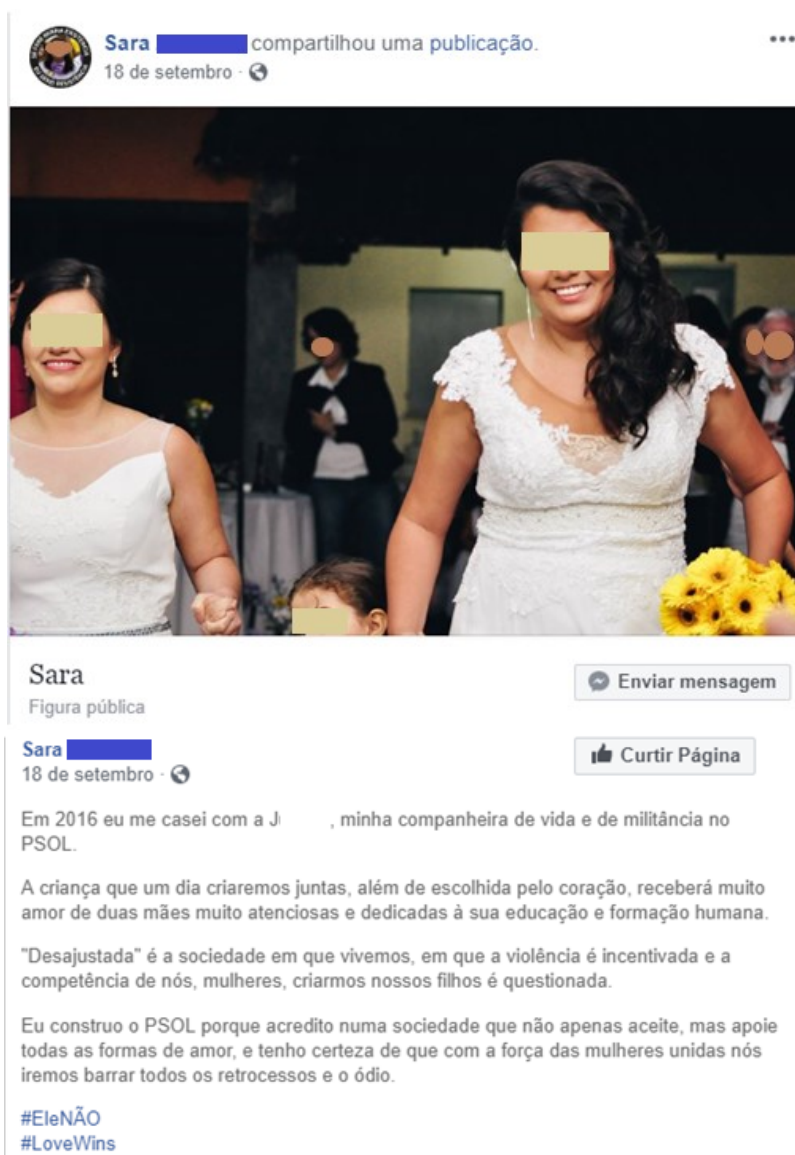 Sara compartilhou uma publicação.
18 de setembro ·
Sara
Enviar mensagem
Figura pública
Sara
18 de setembro ·
Curtir Página
Em 2016 eu me casei com a J , minha companheira de vida e de militância no
PSOL.
A criança que um dia criaremos juntas, além de escolhida pelo coração, receberá muito
amor de duas mães muito atenciosas e dedicadas à sua educação e formação humana.
"Desajustada" é a sociedade em que vivemos, em que a violência é incentivada e a
competência de nós, mulheres, criarmos nossos filhos é questionada.
Eu construo o PSOL porque acredito numa sociedade que não apenas aceite, mas apoie
todas as formas de amor, e tenho certeza de que com a força das mulheres unidas nós
iremos barrar todos os retrocessos e o ódio.
#EleNÃO
#LoveWins